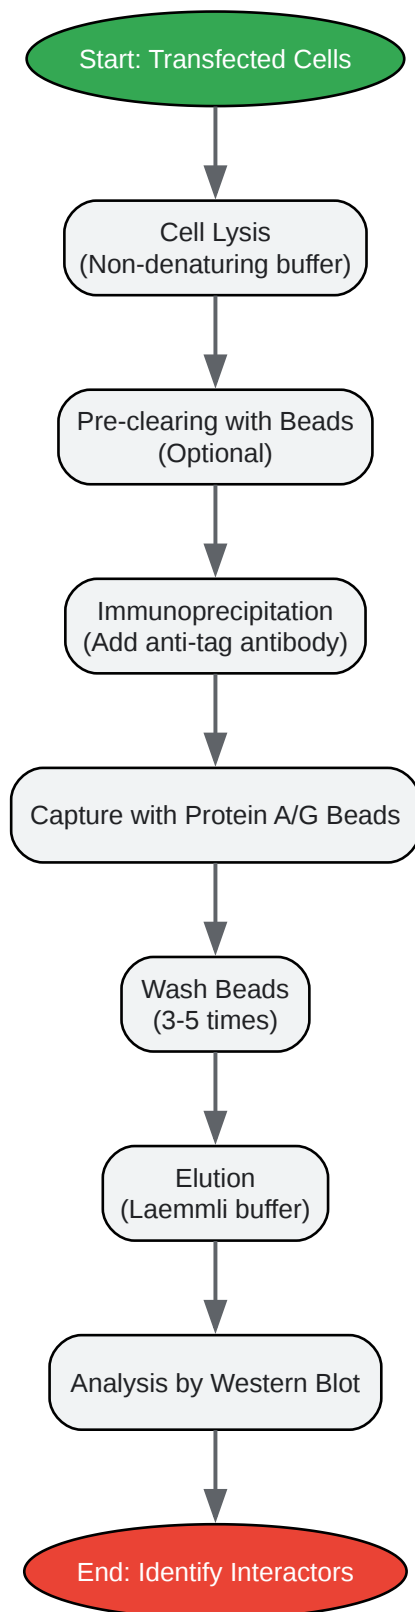 Start: Transfected Cells
Cell Lysis
(Non-denaturing buffer)
Pre-clearing with Beads
(Optional)
Immunoprecipitation
(Add anti-tag antibody)
Capture with Protein A/G Beads
Wash Beads
(3-5 times)
Elution
(Laemmli buffer)
Analysis by Western Blot
End: Identify Interactors